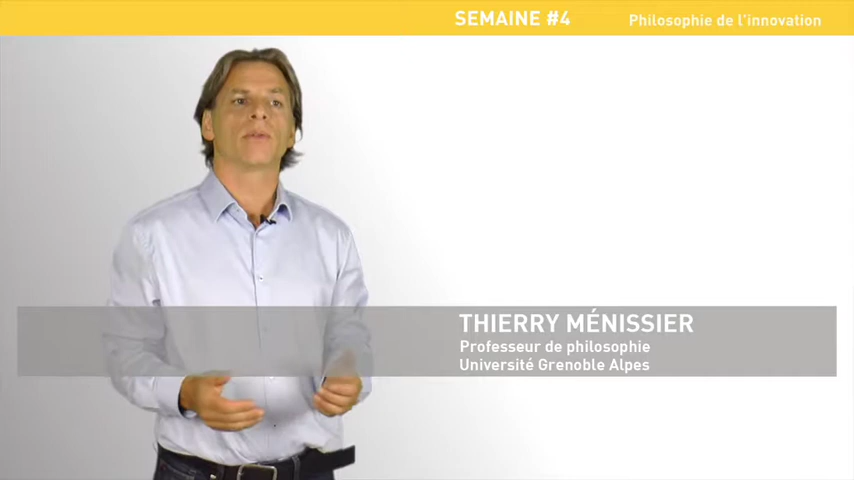 SEMAINE #4 Philosophie de l'innovation
THIERRY MÉNISSIER
Professeur de philosophie
Université Grenoble Alpes